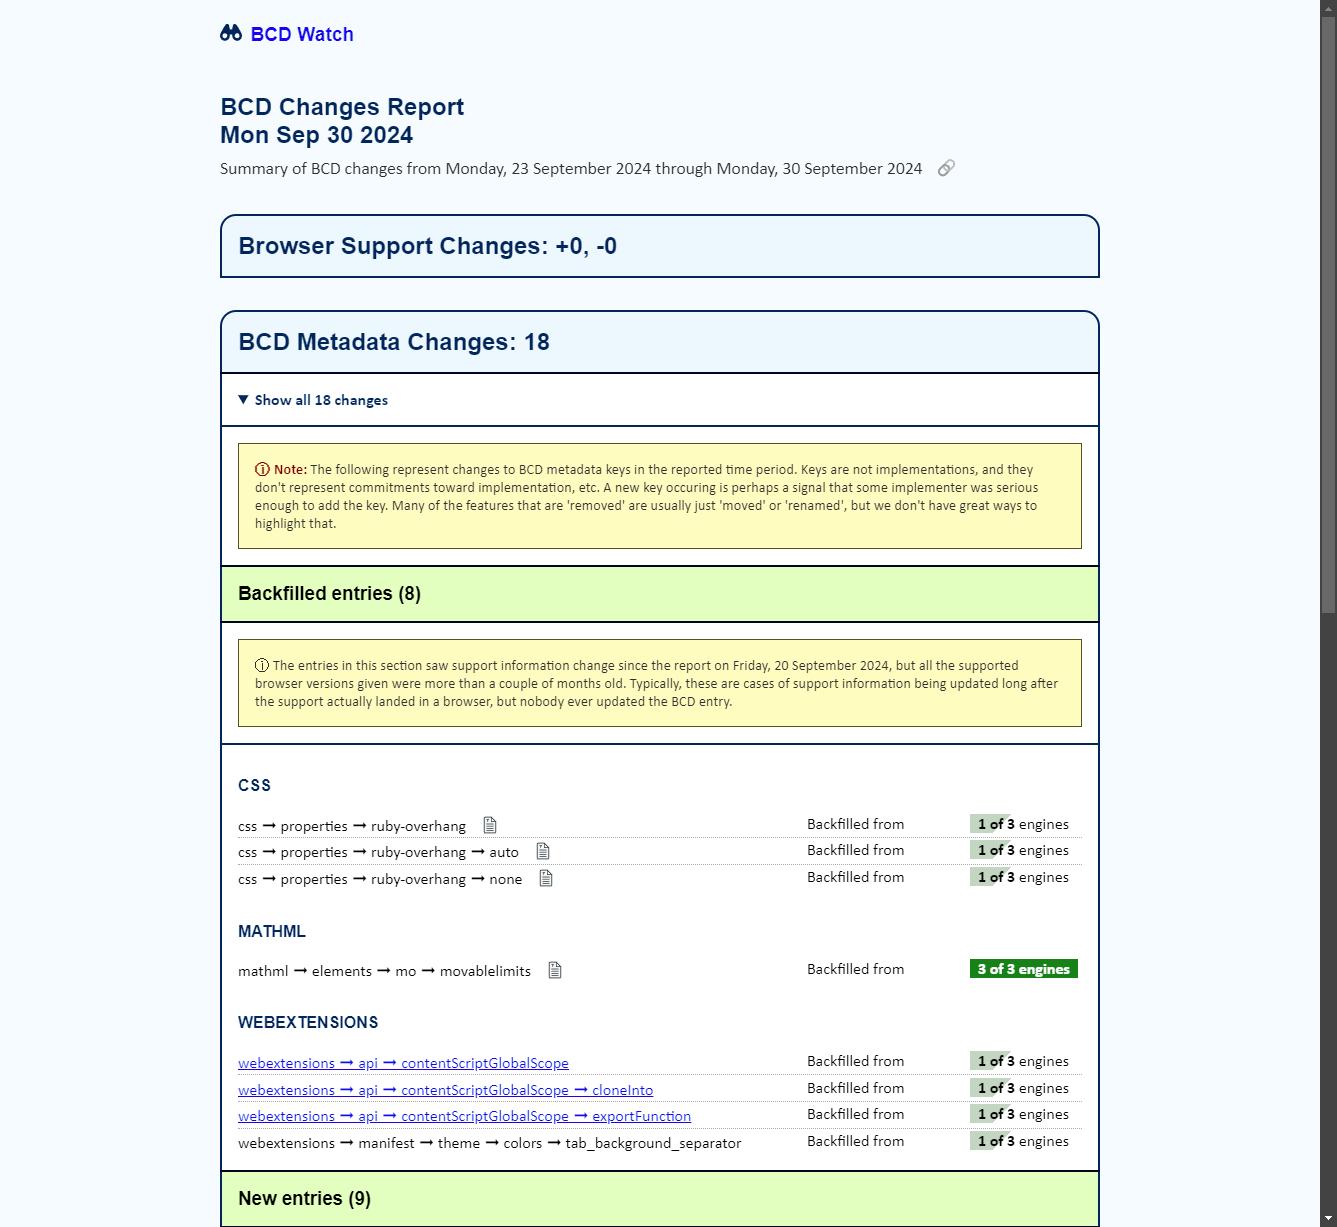 BCD Watch
BCD Changes Report
Mon Sep 30 2024
Summary of BCD changes from Monday, 23 September 2024 through Monday, 30 September 2024
Browser Support Changes: +0, -0
BCD Metadata Changes: 18
▼ Show all 18 changes
ⓘ Note: The following represent changes to BCD metadata keys in the reported time period. Keys are not implementations, and they
don't represent commitments toward implementation, etc. A new key occuring is perhaps a signal that some implementer was serious
enough to add the key. Many of the features that are 'removed' are usually just 'moved' or 'renamed', but we don't have great ways to
highlight that.
Backfilled entries (8)
ⓘ The entries in this section saw support information change since the report on Friday, 20 September 2024, but all the supported
browser versions given were more than a couple of months old. Typically, these are cases of support information being updated long after
the support actually landed in a browser, but nobody ever updated the BCD entry.
CSS
css → properties → ruby-overhang Backfilled from 1 of 3 engines
css → properties → ruby-overhang → auto Backfilled from 1 of 3 engines
css → properties → ruby-overhang → none Backfilled from 1 of 3 engines
MATHML
mathml → elements → mo → movablelimits Backfilled from 3 of 3 engines
WEBEXTENSIONS
webextensions → api → contentScriptGlobalScope Backfilled from 1 of 3 engines
webextensions → api → contentScriptGlobalScope → cloneInto Backfilled from 1 of 3 engines
webextensions → api → contentScriptGlobalScope → exportFunction Backfilled from 1 of 3 engines
webextensions → manifest → theme → colors → tab_background_separator Backfilled from 1 of 3 engines
New entries (9)